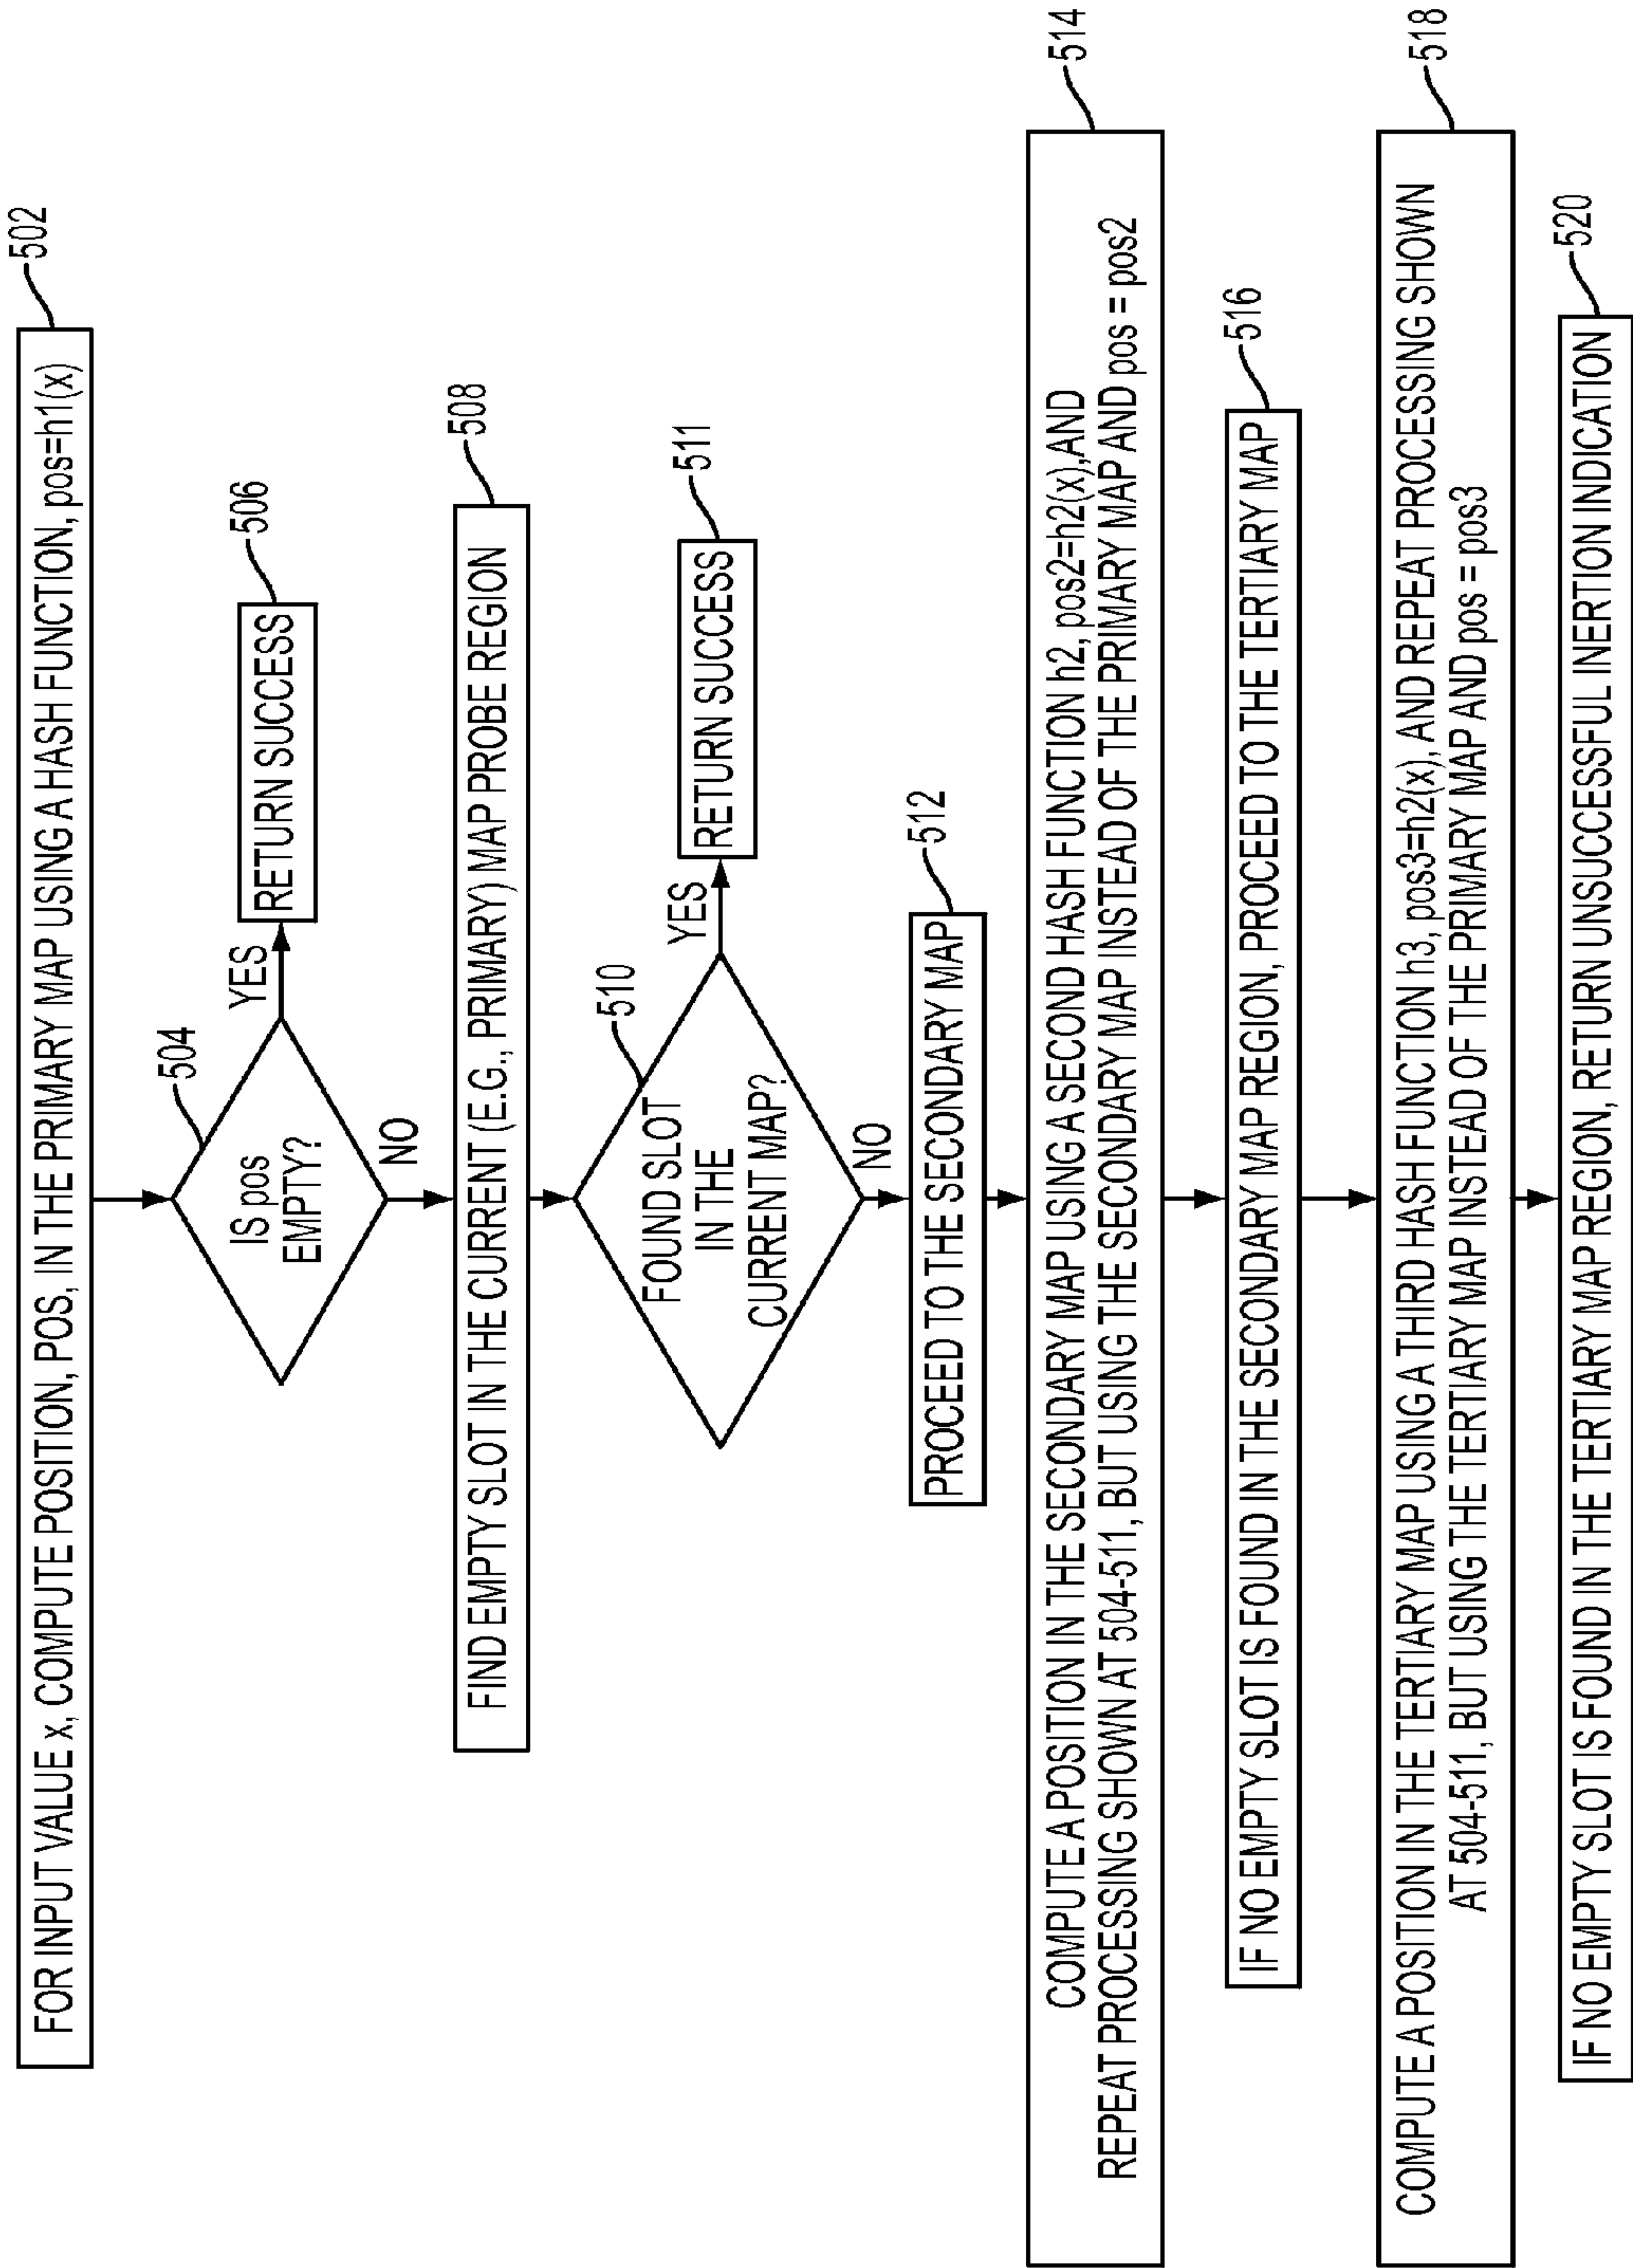 FOR INPUT VALUE x, COMPUTE POSITION, POS, IN THE PRIMARY MAP USING A HASH FUNCTION, pos=h1(x)
502
504
IS pos
EMPTY?
YES
RETURN SUCCESS
506
NO
FIND EMPTY SLOT IN THE CURRENT (E.G., PRIMARY) MAP PROBE REGION
508
510
FOUND SLOT
IN THE
CURRENT MAP?
YES
RETURN SUCCESS
511
NO
PROCEED TO THE SECONDARY MAP
512
COMPUTE A POSITION IN THE SECONDARY MAP USING A SECOND HASH FUNCTION h2, pos2=h2(x),AND
REPEAT PROCESSING SHOWN AT 504-511, BUT USING THE SECONDARY MAP INSTEAD OF THE PRIMARY MAP AND pos = pos2
514
IF NO EMPTY SLOT IS FOUND IN THE SECONDARY MAP REGION, PROCEED TO THE TERTIARY MAP
516
COMPUTE A POSITION IN THE TERTIARY MAP USING A THIRD HASH FUNCTION h3, pos3=h2(x), AND REPEAT PROCESSING SHOWN
AT 504-511, BUT USING THE TERTIARY MAP INSTEAD OF THE PRIMARY MAP AND pos = pos3
518
IF NO EMPTY SLOT IS FOUND IN THE TERTIARY MAP REGION, RETURN UNSUCCESSFUL INERTION INDICATION
520